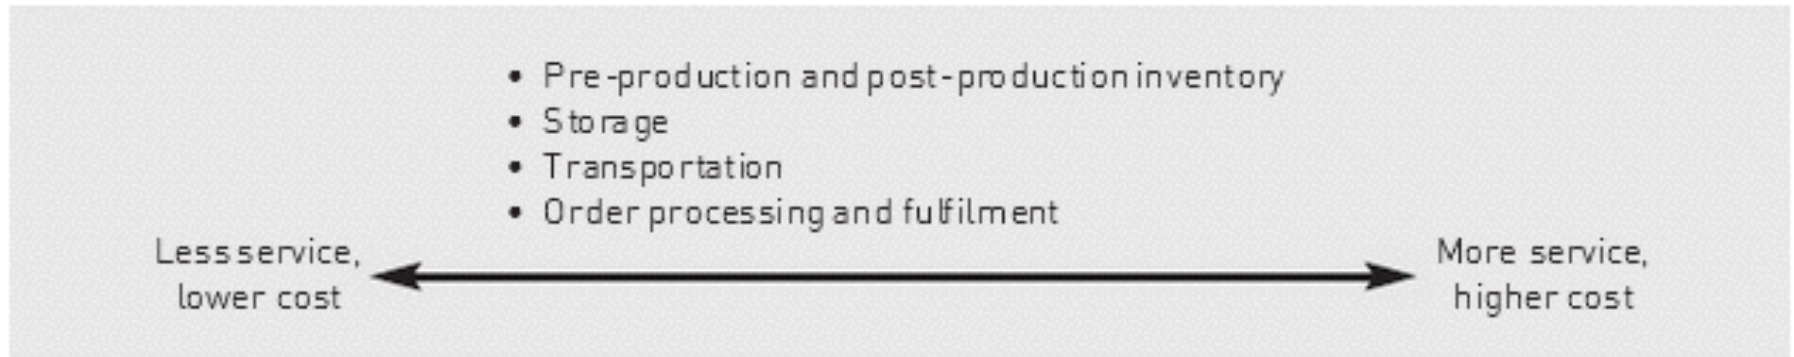 • Pre-production and post-production inventory
• Storage
• Transportation
• Order processing and fulfilment
Less service,
lower cost
More service,
higher cost